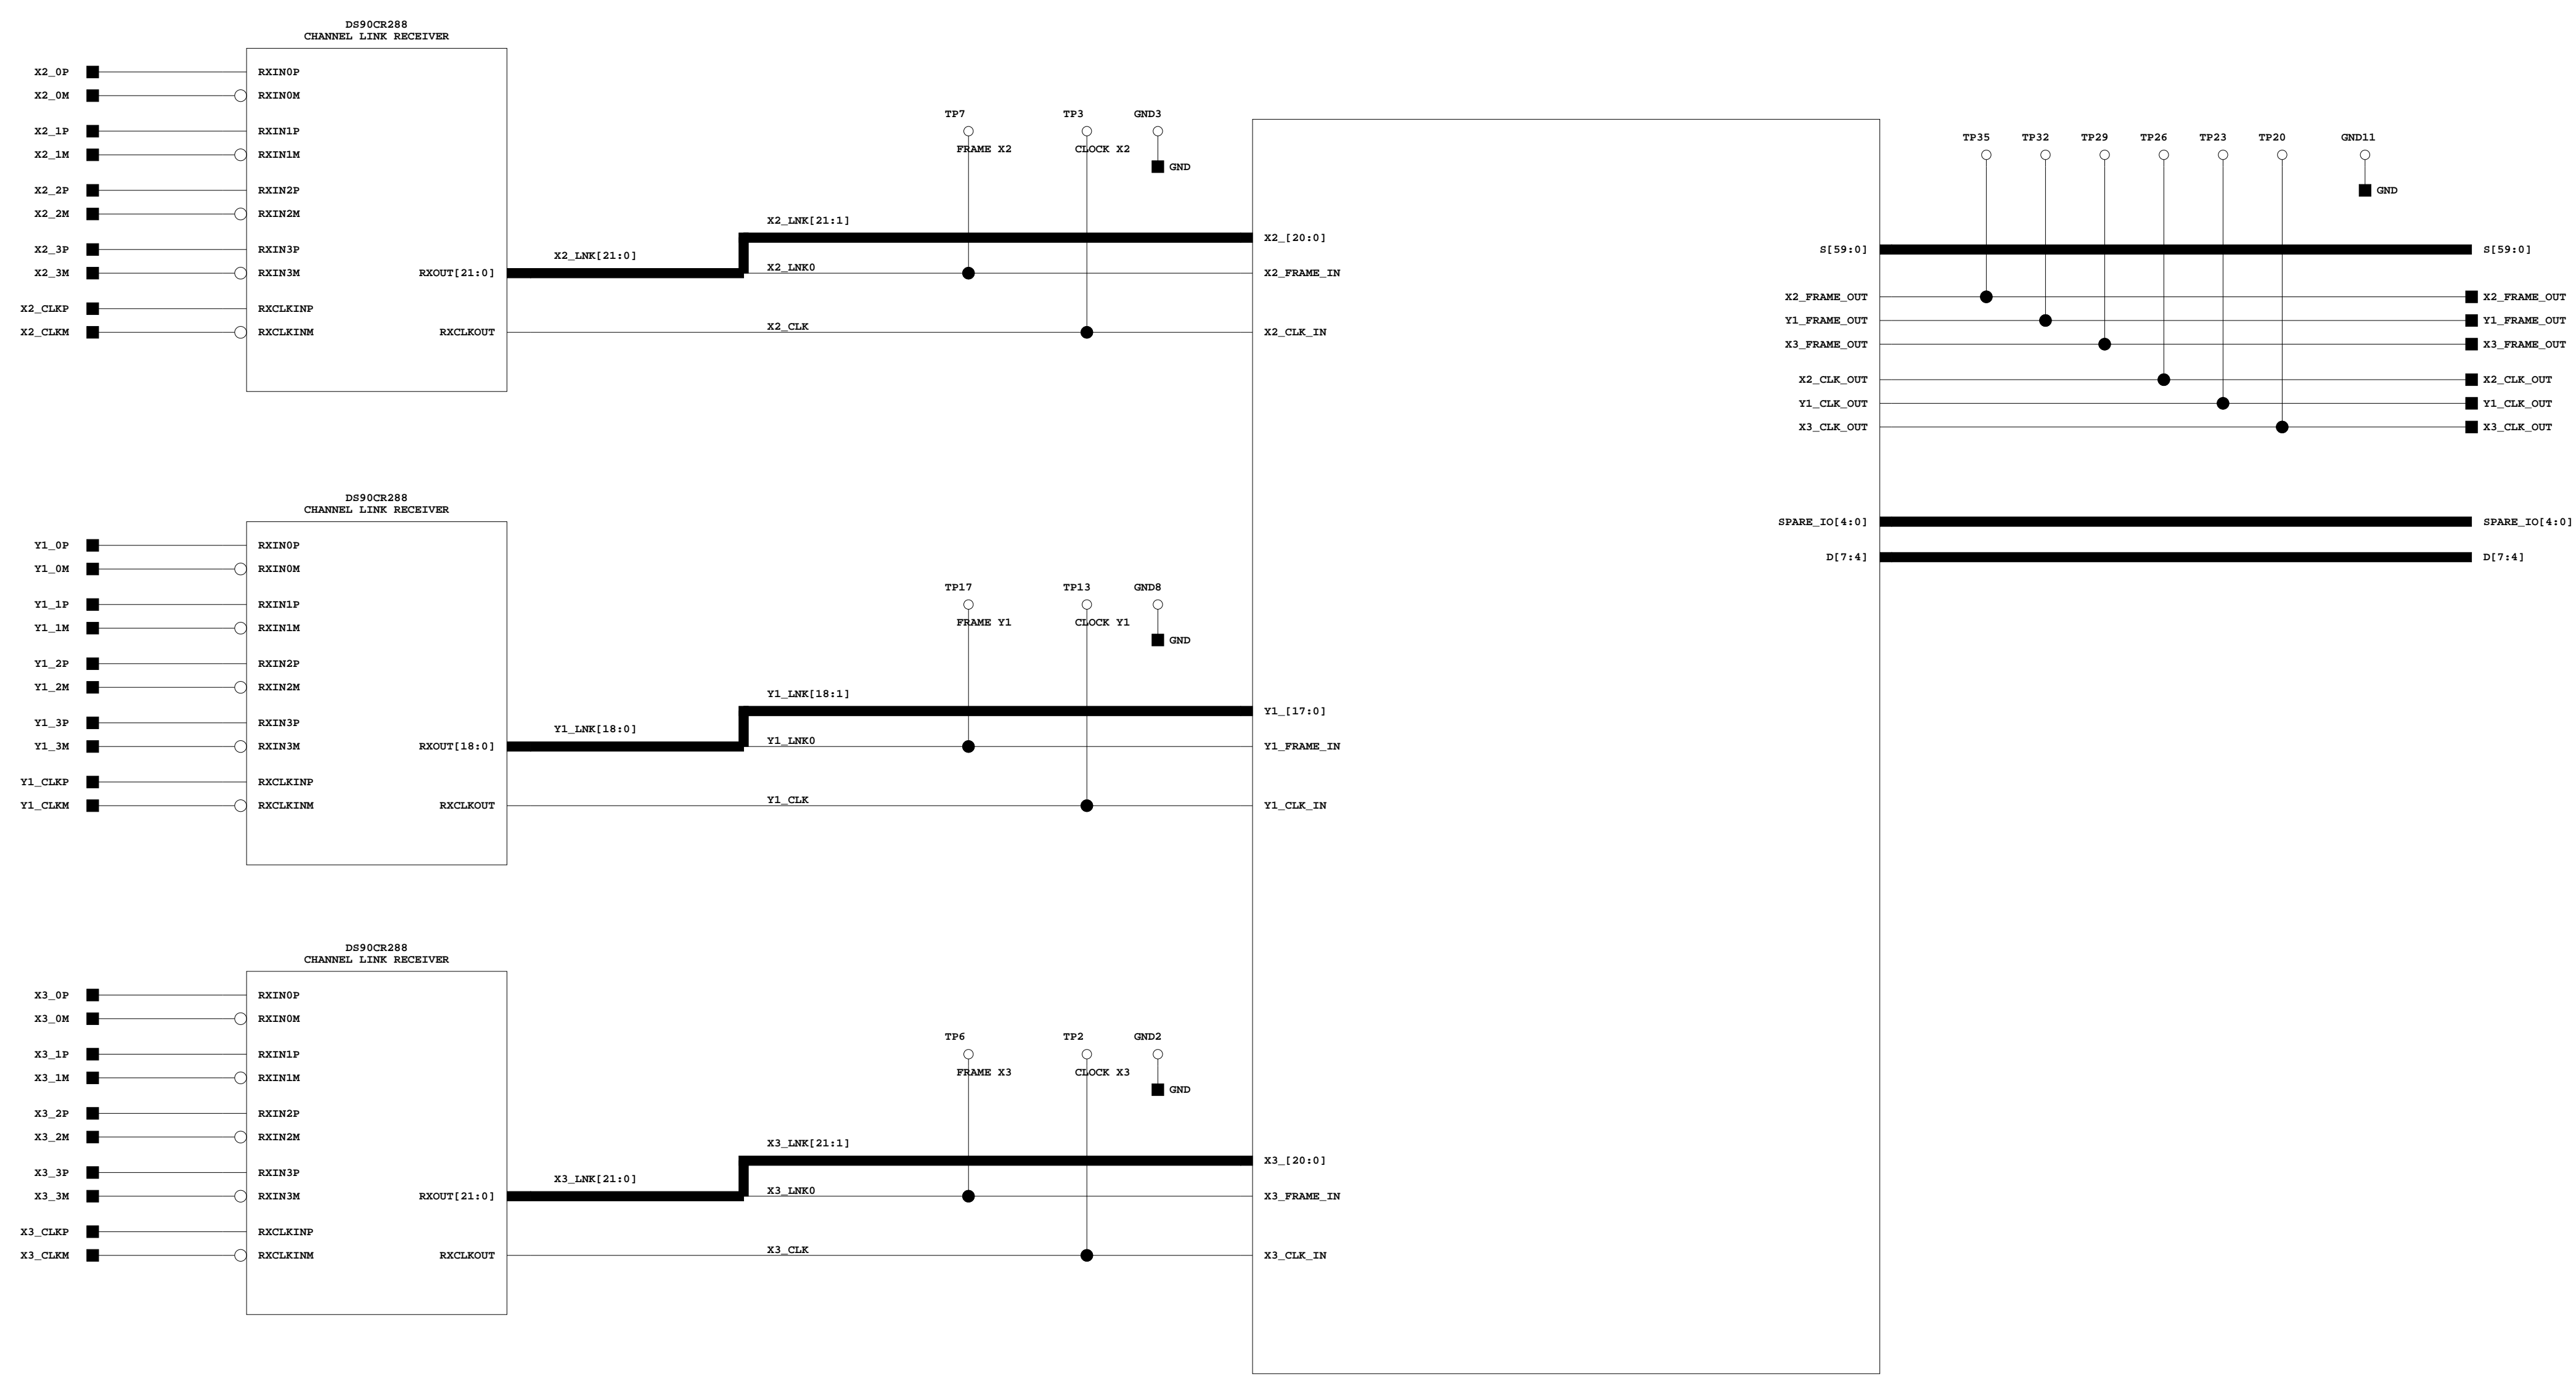 DS90CR288
CHANNEL LINK RECEIVER
X2_0P RXIN0P
X2_0M RXIN0M
X2_1P RXIN1P
X2_1M RXIN1M
X2_2P RXIN2P
X2_2M RXIN2M
X2_3P RXIN3P
X2_3M RXIN3M RXOUT[21:0]
X2_CLKP RXCLKINP
X2_CLKM RXCLKINM RXCLKOUT
TP7 TP3 GND3
FRAME X2 CLOCK X2
GND
X2_LNK[21:0]
X2_LNK[21:1]
X2_LNK0
X2_CLK
X2_[20:0]
X2_FRAME_IN
X2_CLK_IN
TP35 TP32 TP29 TP26 TP23 TP20 GND11
GND
S[59:0] S[59:0]
X2_FRAME_OUT X2_FRAME_OUT
Y1_FRAME_OUT Y1_FRAME_OUT
X3_FRAME_OUT X3_FRAME_OUT
X2_CLK_OUT X2_CLK_OUT
Y1_CLK_OUT Y1_CLK_OUT
X3_CLK_OUT X3_CLK_OUT
SPARE_IO[4:0] SPARE_IO[4:0]
D[7:4] D[7:4]
DS90CR288
CHANNEL LINK RECEIVER
Y1_0P RXIN0P
Y1_0M RXIN0M
Y1_1P RXIN1P
Y1_1M RXIN1M
Y1_2P RXIN2P
Y1_2M RXIN2M
Y1_3P RXIN3P
Y1_3M RXIN3M RXOUT[18:0]
Y1_CLKP RXCLKINP
Y1_CLKM RXCLKINM RXCLKOUT
TP17 TP13 GND8
FRAME Y1 CLOCK Y1
GND
Y1_LNK[18:0]
Y1_LNK[18:1]
Y1_LNK0
Y1_CLK
Y1_[17:0]
Y1_FRAME_IN
Y1_CLK_IN
DS90CR288
CHANNEL LINK RECEIVER
X3_0P RXIN0P
X3_0M RXIN0M
X3_1P RXIN1P
X3_1M RXIN1M
X3_2P RXIN2P
X3_2M RXIN2M
X3_3P RXIN3P
X3_3M RXIN3M RXOUT[21:0]
X3_CLKP RXCLKINP
X3_CLKM RXCLKINM RXCLKOUT
TP6 TP2 GND2
FRAME X3 CLOCK X3
GND
X3_LNK[21:0]
X3_LNK[21:1]
X3_LNK0
X3_CLK
X3_[20:0]
X3_FRAME_IN
X3_CLK_IN